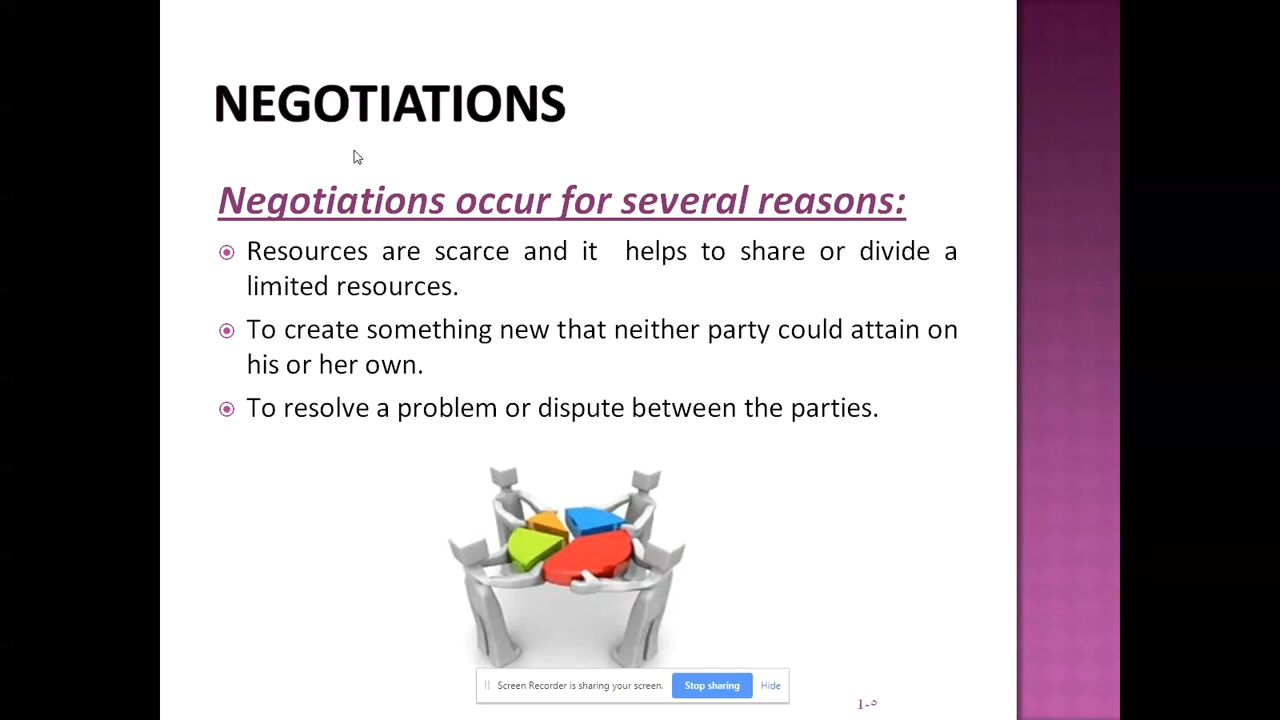 NEGOTIATIONS
Negotiations occur for several reasons:
Resources are scarce and it helps to share or divide a
limited resources.
To create something new that neither party could attain on
his or her own.
To resolve a problem or dispute between the parties.
Screen Recorder is sharing your screen. Stop sharing Hide
1-٥